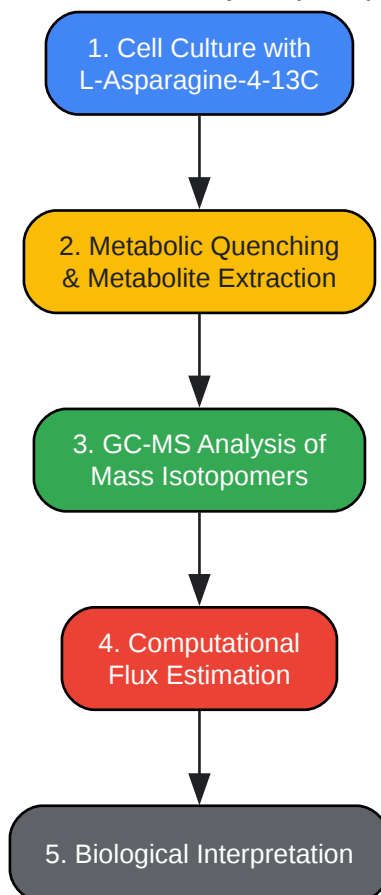 1. Cell Culture with
L-Asparagine-4-13C
2. Metabolic Quenching
& Metabolite Extraction
3. GC-MS Analysis of
Mass Isotopomers
4. Computational
Flux Estimation
5. Biological Interpretation